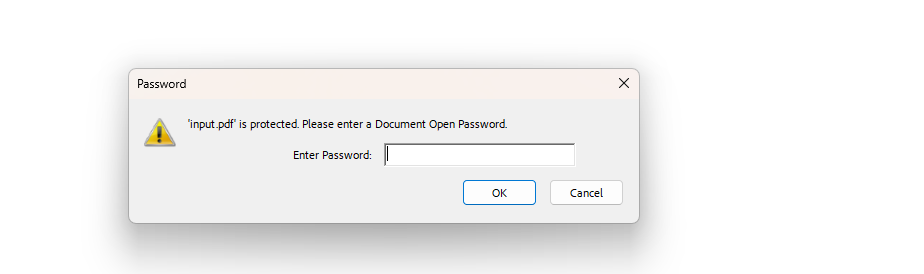 Password
'input.pdf' is protected. Please enter a Document Open Password.
Enter Password:
OK Cancel